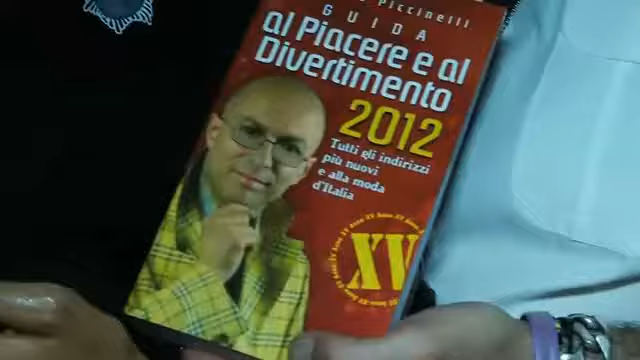 Piccinelli
GUIDA
al Piacere e al
Divertimento
2012
Tutti gli indirizzi
più nuovi
e alla moda
d'Italia
XV